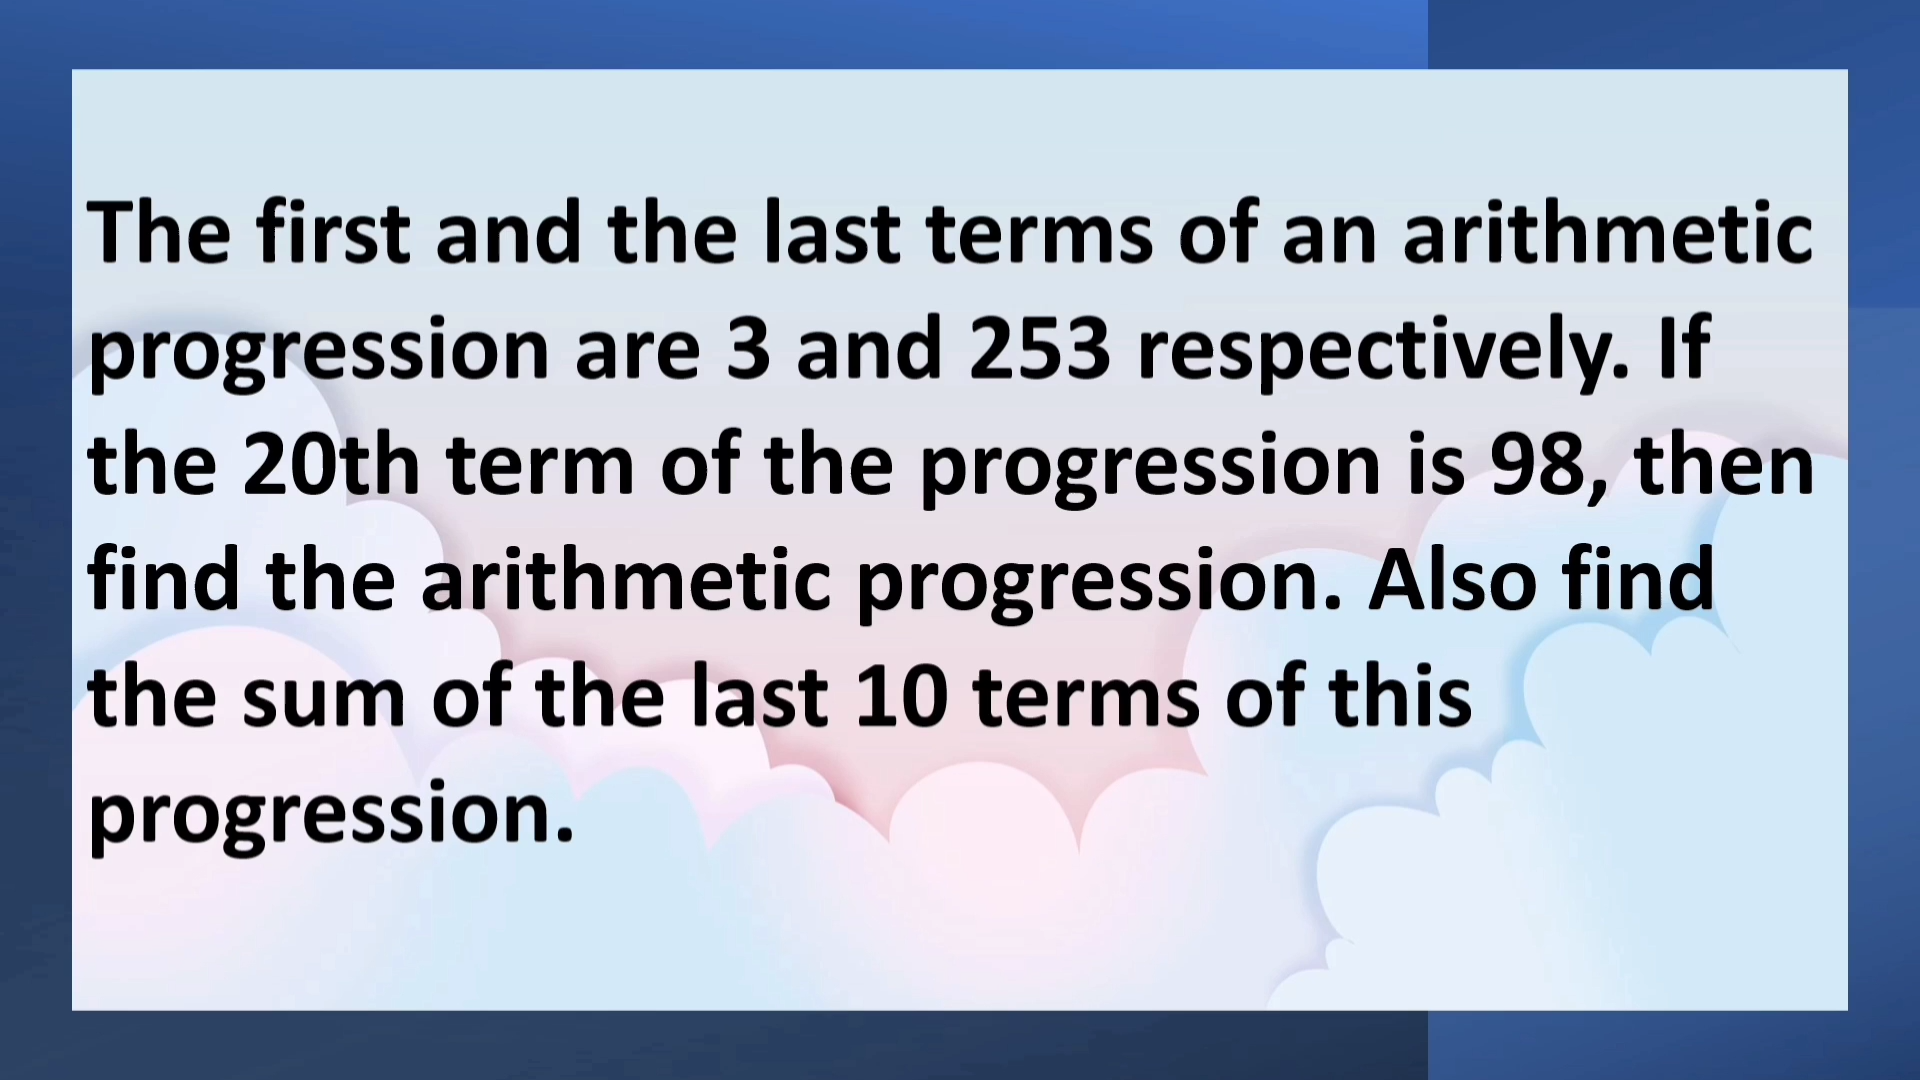 The first and the last terms of an arithmetic
progression are 3 and 253 respectively. If
the 20th term of the progression is 98, then
find the arithmetic progression. Also find
the sum of the last 10 terms of this
progression.